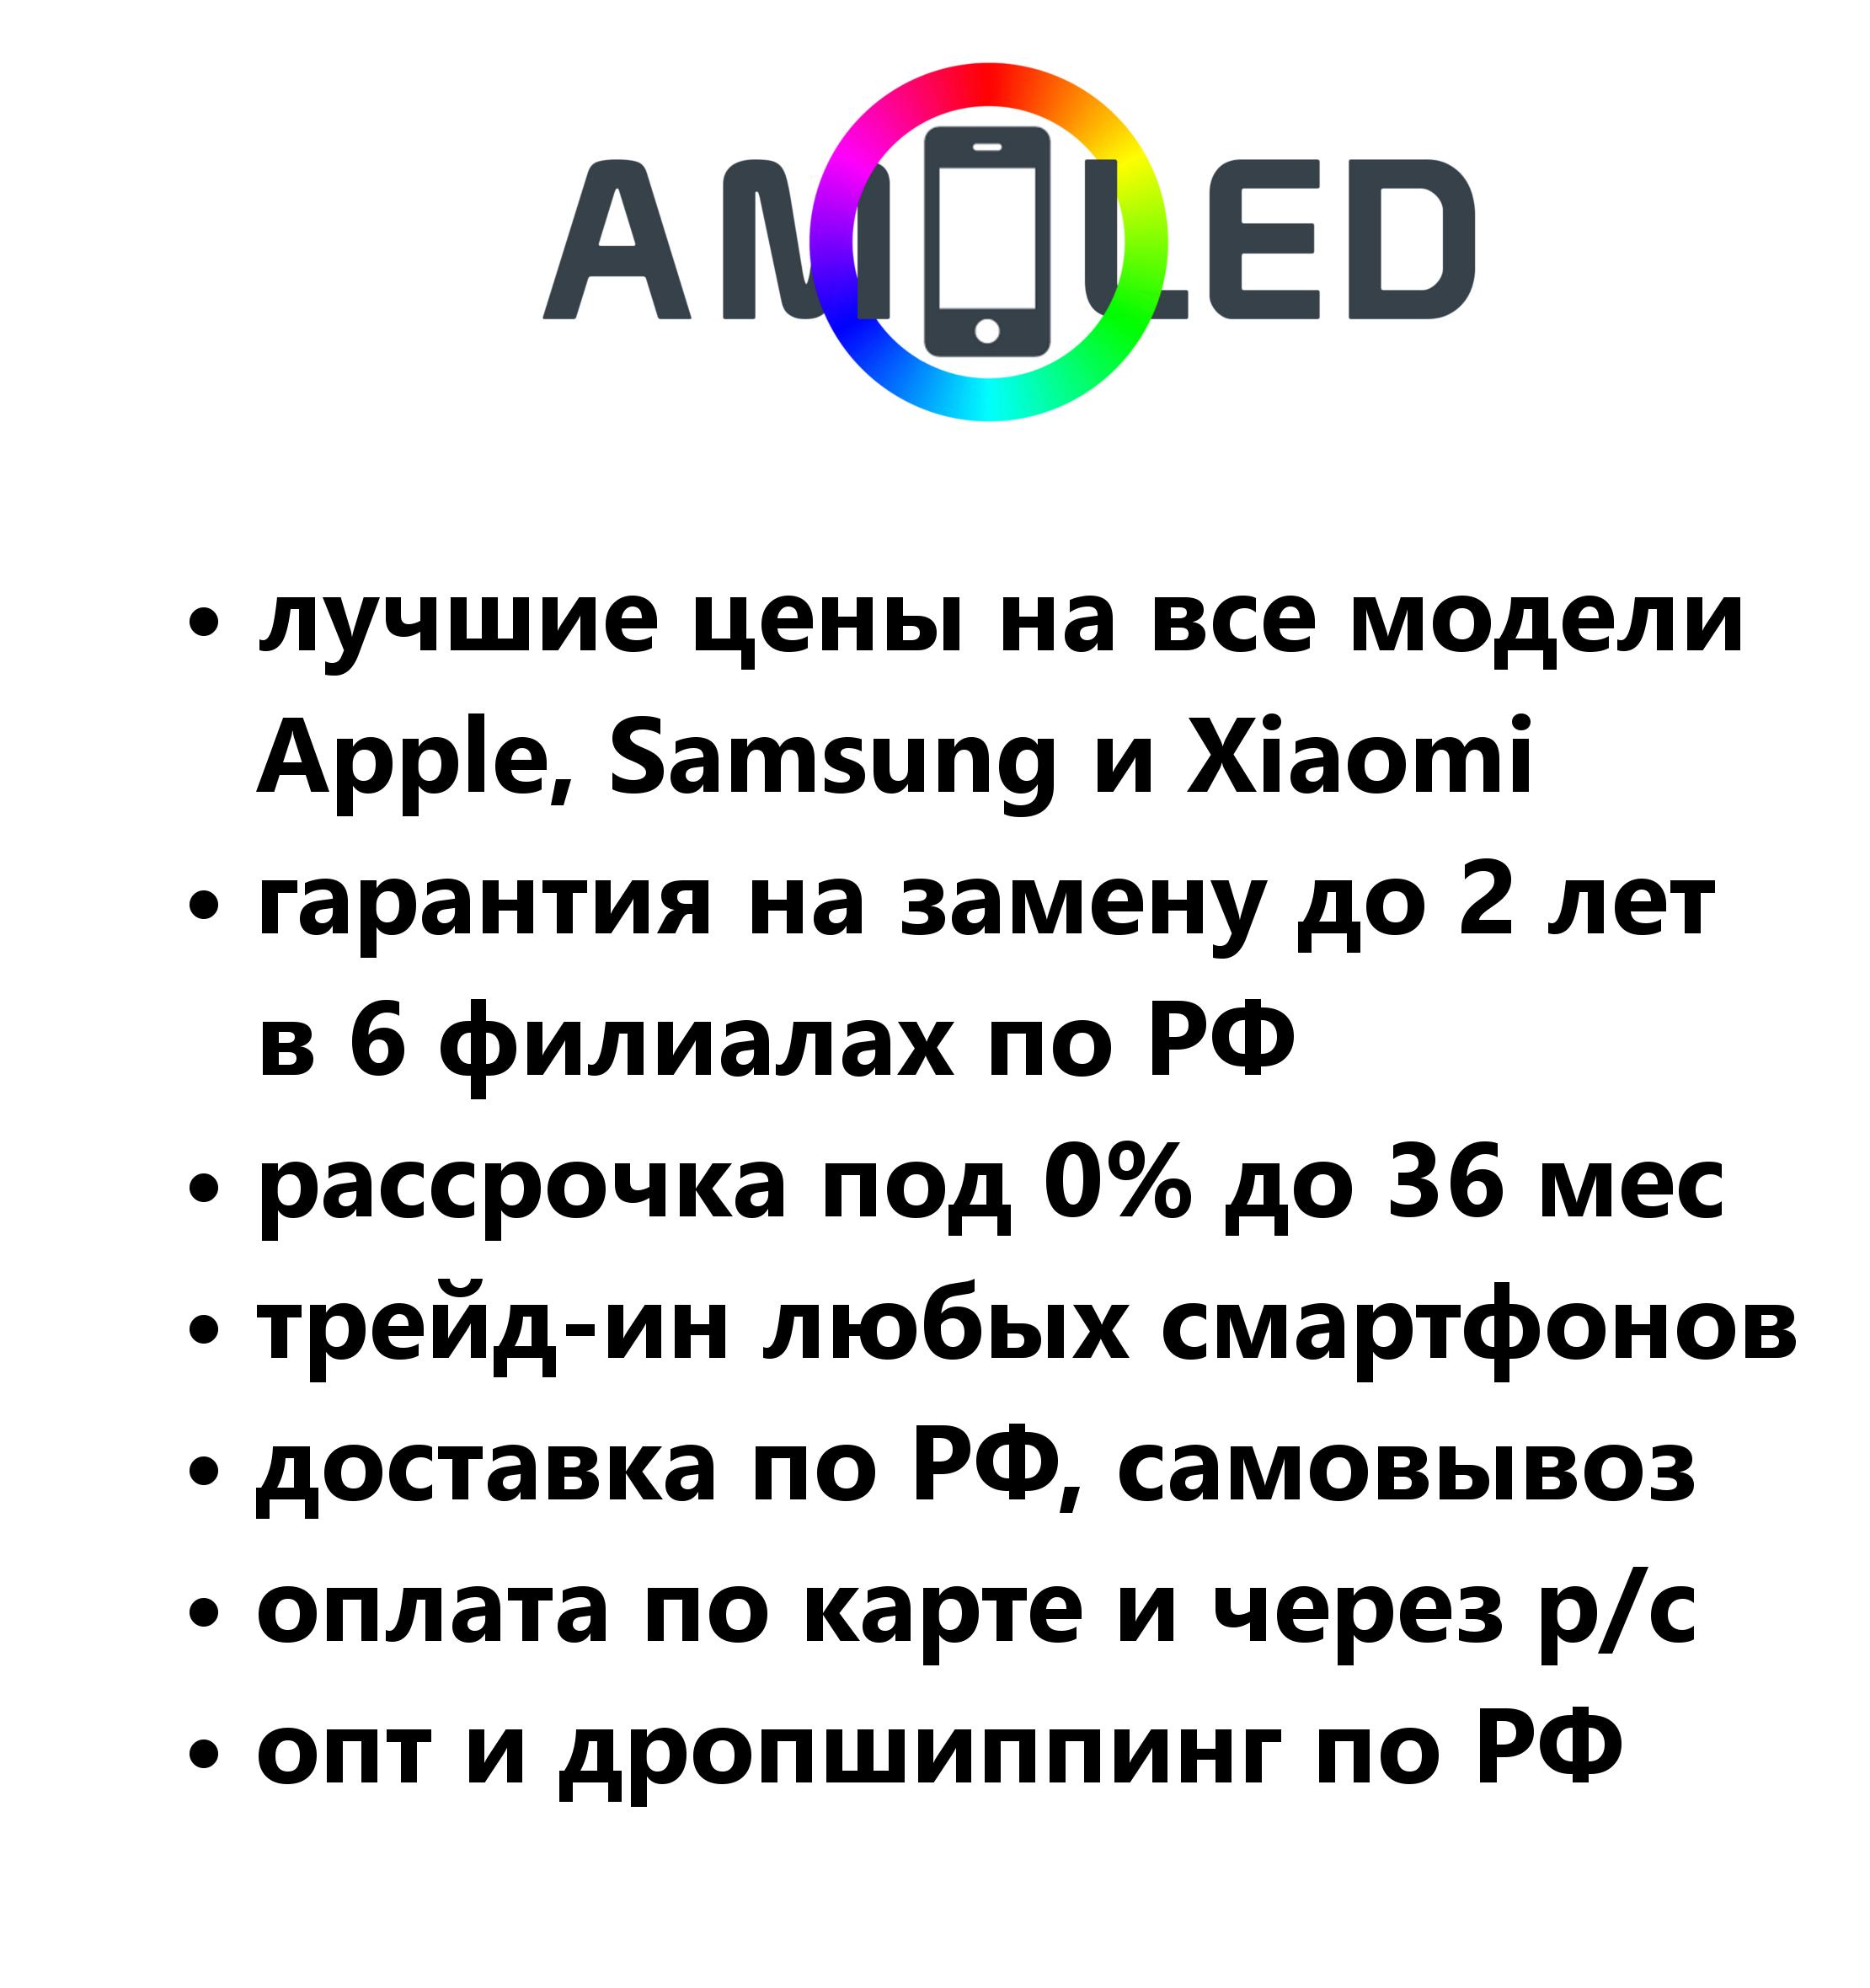 AMOLED
• лучшие цены на все модели
Apple, Samsung и Xiaomi
• гарантия на замену до 2 лет
в 6 филиалах по РФ
• рассрочка под 0% до 36 мес
• трейд-ин любых смартфонов
• доставка по РФ, самовывоз
• оплата по карте и через р/с
• опт и дропшиппинг по РФ